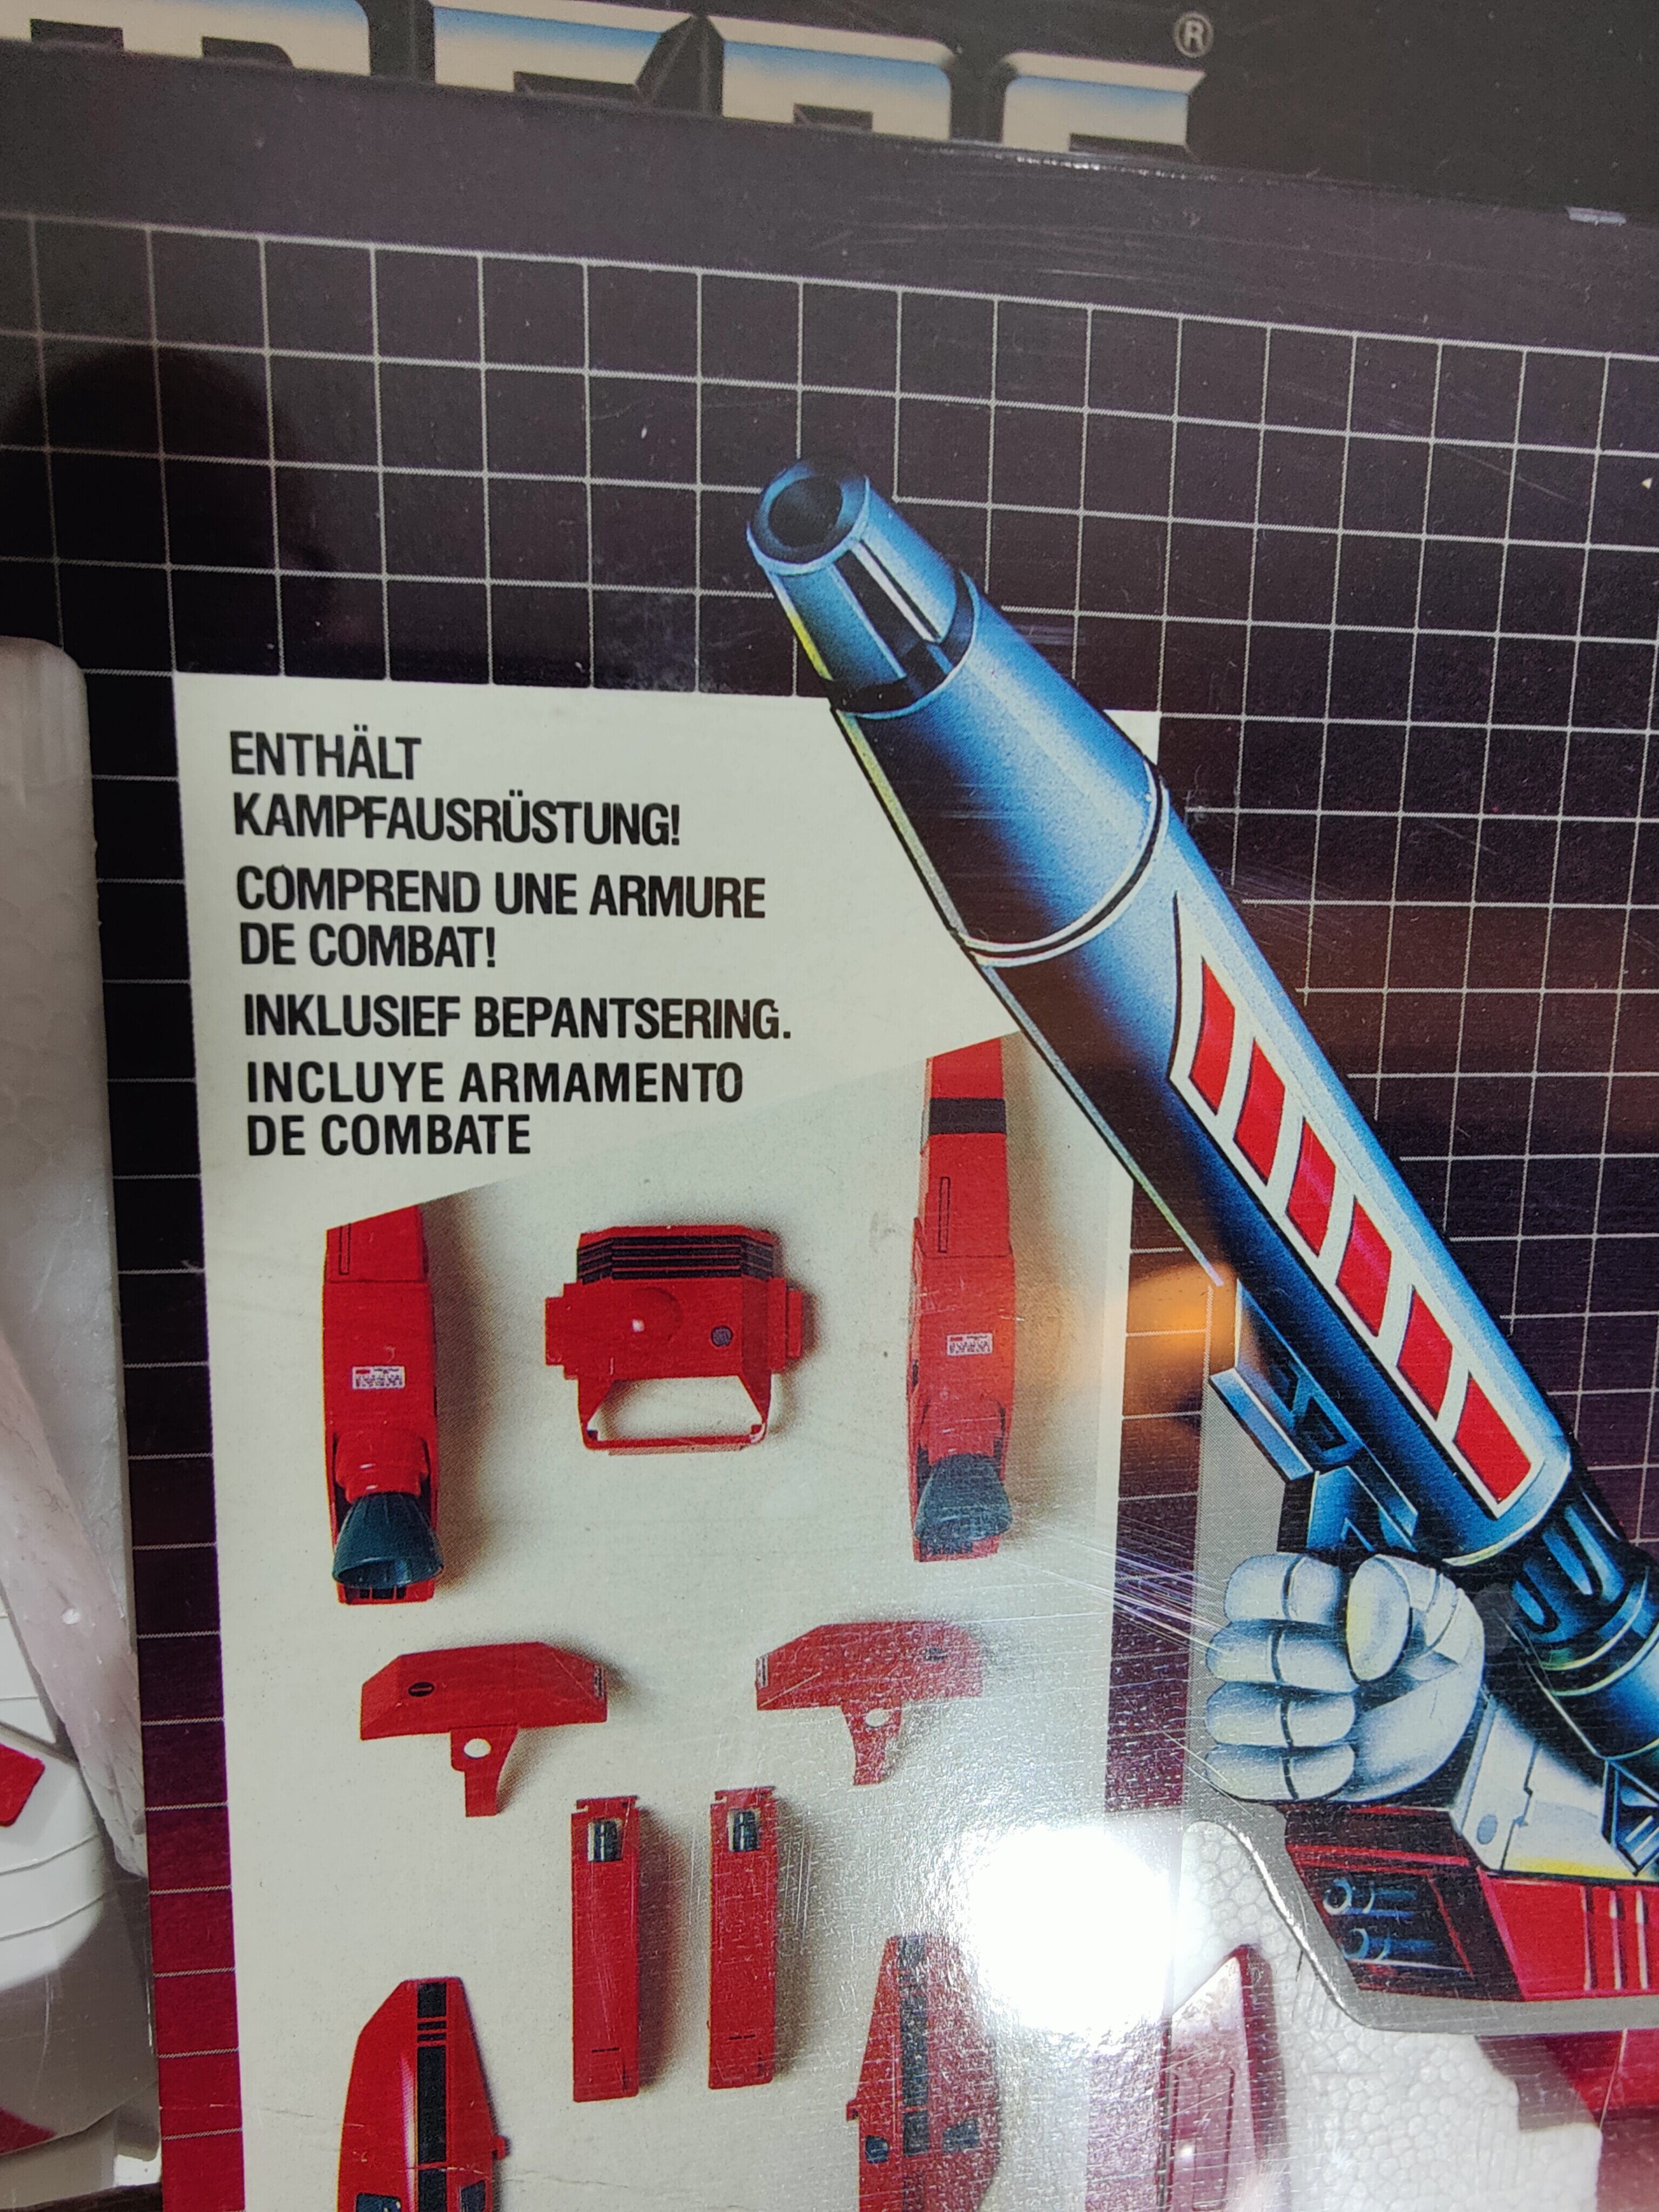 ®
ENTHÄLT
KAMPFAUSRÜSTUNG!
COMPREND UNE ARMURE
DE COMBAT!
INKLUSIEF BEPANTSERING.
INCLUYE ARMAMENTO
DE COMBATE